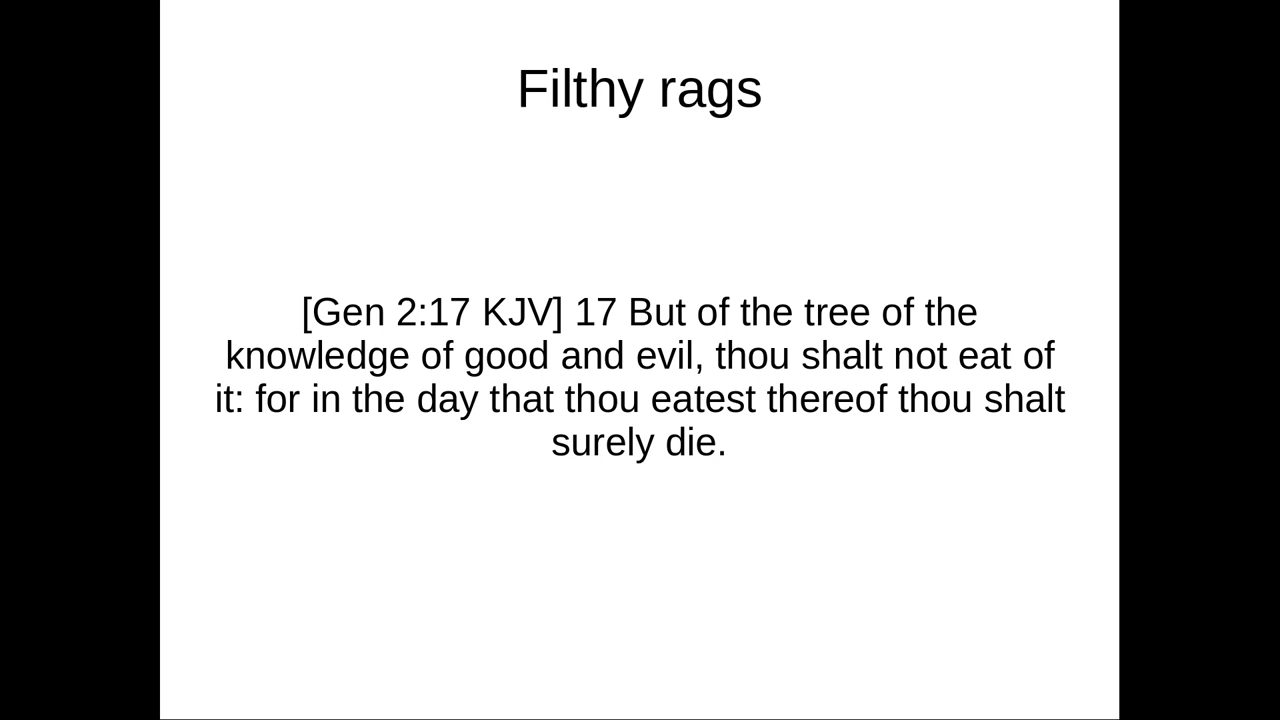 Filthy rags
[Gen 2:17 KJV] 17 But of the tree of the
knowledge of good and evil, thou shalt not eat of
it: for in the day that thou eatest thereof thou shalt
surely die.